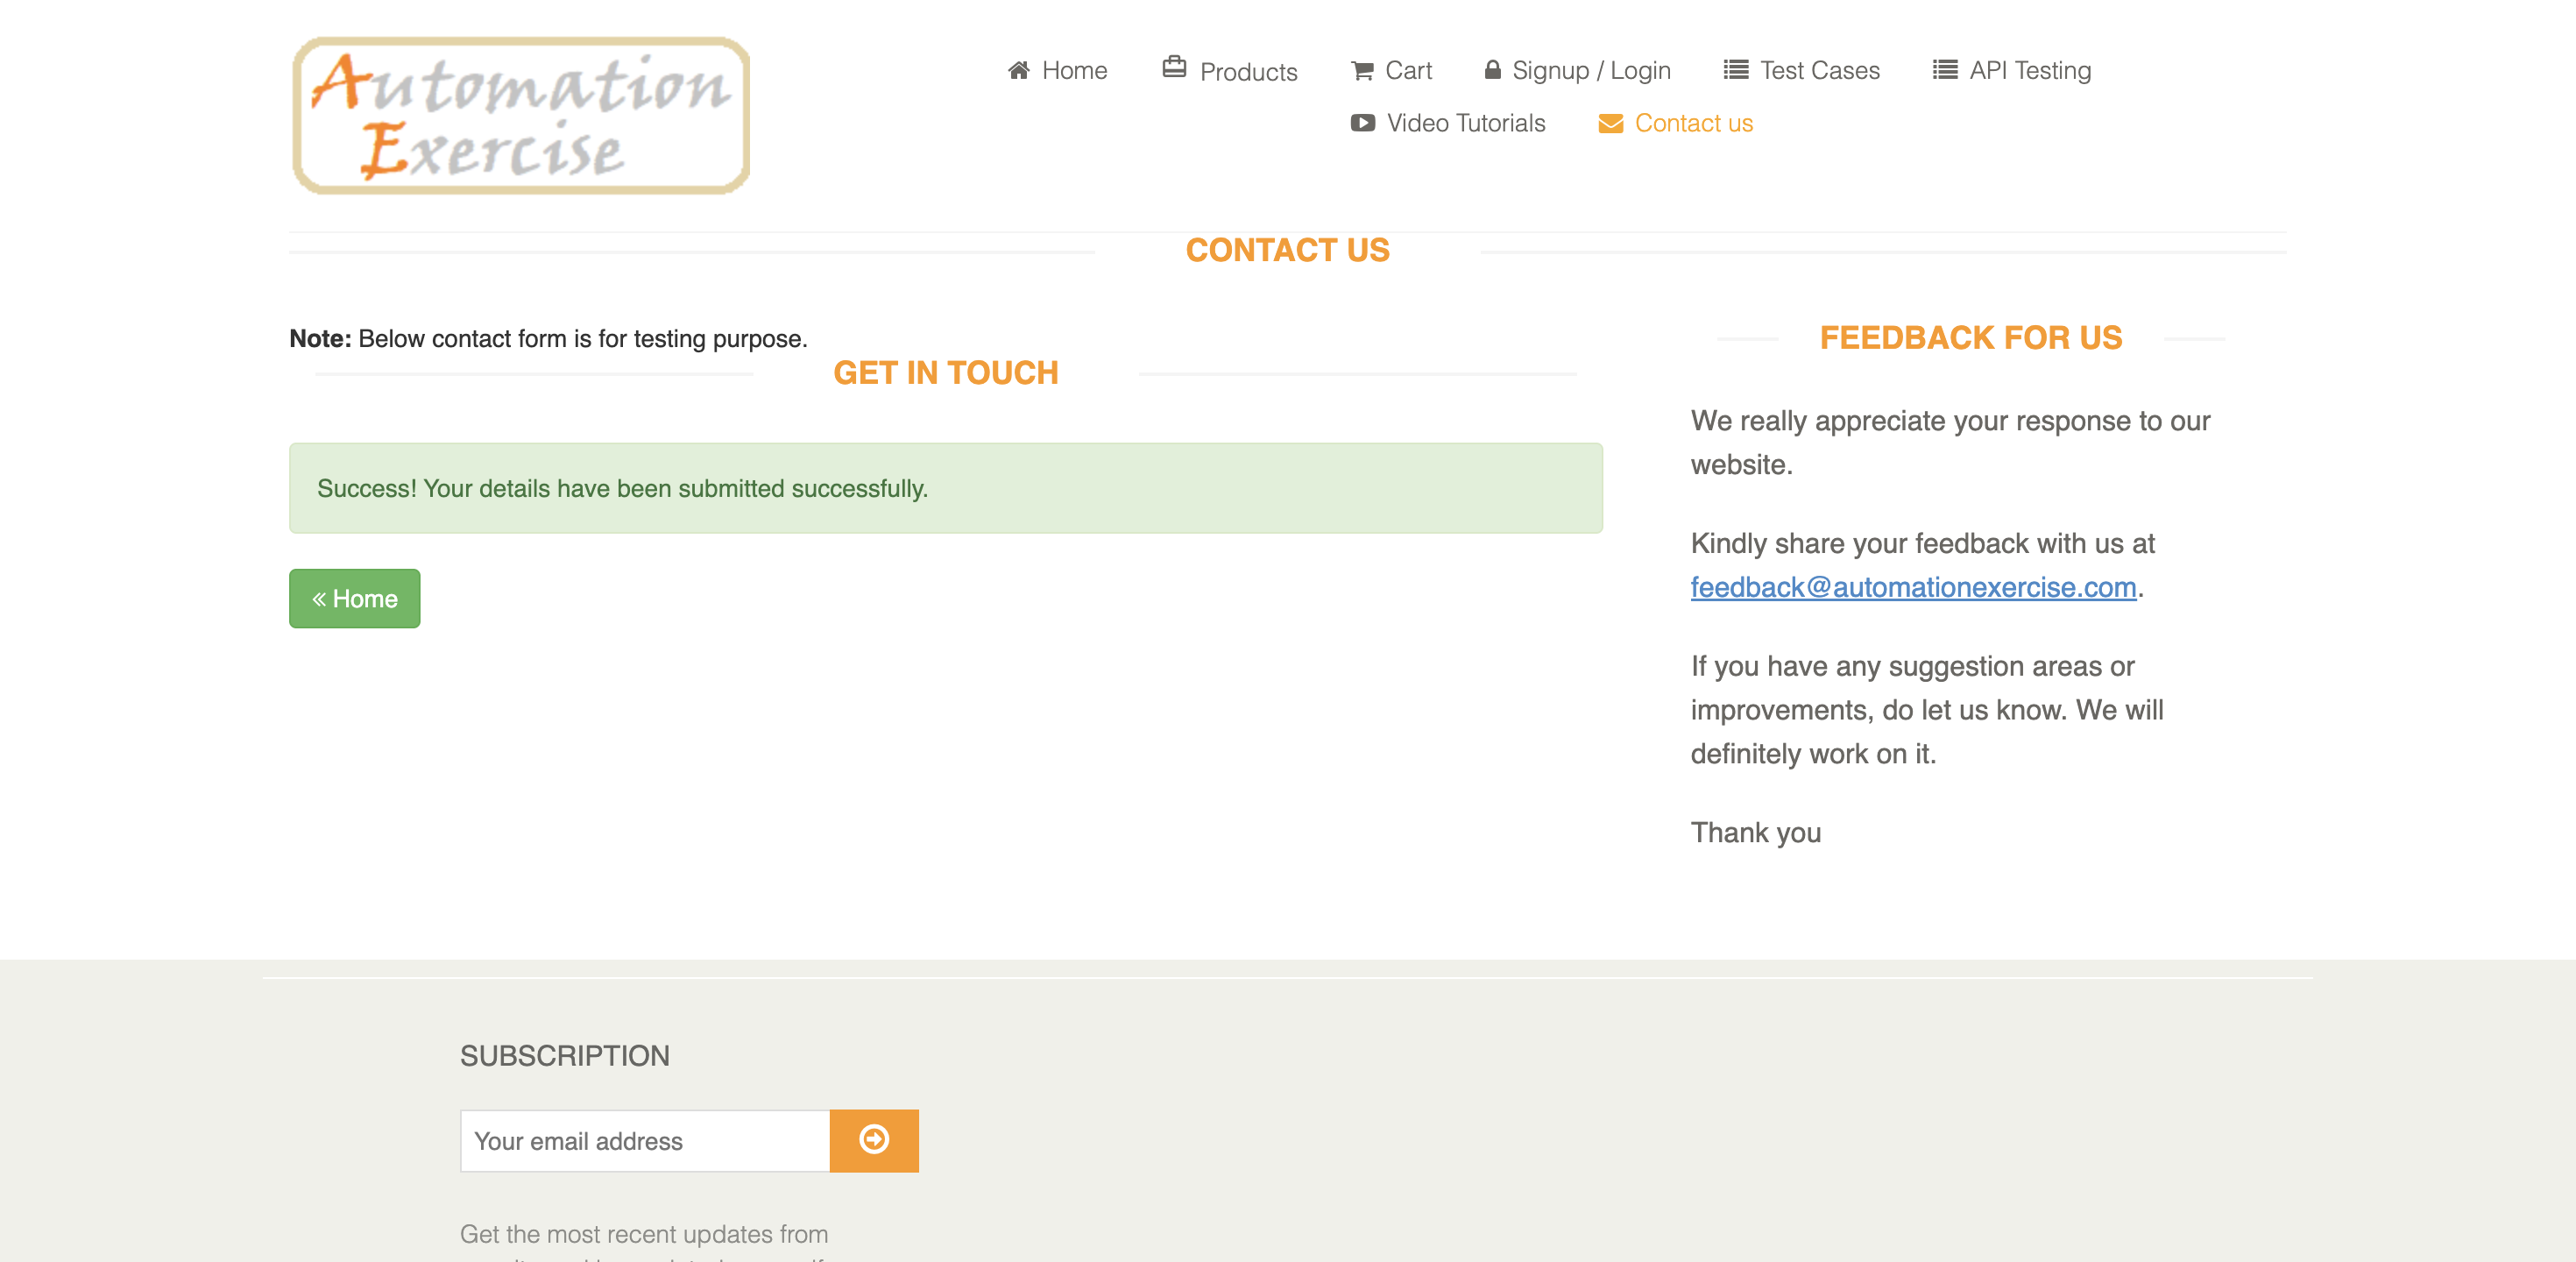 Automation
Exercise
Home
Products
Cart
Signup / Login
Test Cases
API Testing
Video Tutorials
Contact us
CONTACT US
Note: Below contact form is for testing purpose.
GET IN TOUCH
Success! Your details have been submitted successfully.
« Home
FEEDBACK FOR US
We really appreciate your response to our
website.
Kindly share your feedback with us at
feedback@automationexercise.com.
If you have any suggestion areas or
improvements, do let us know. We will
definitely work on it.
Thank you
SUBSCRIPTION
Your email address
Get the most recent updates from